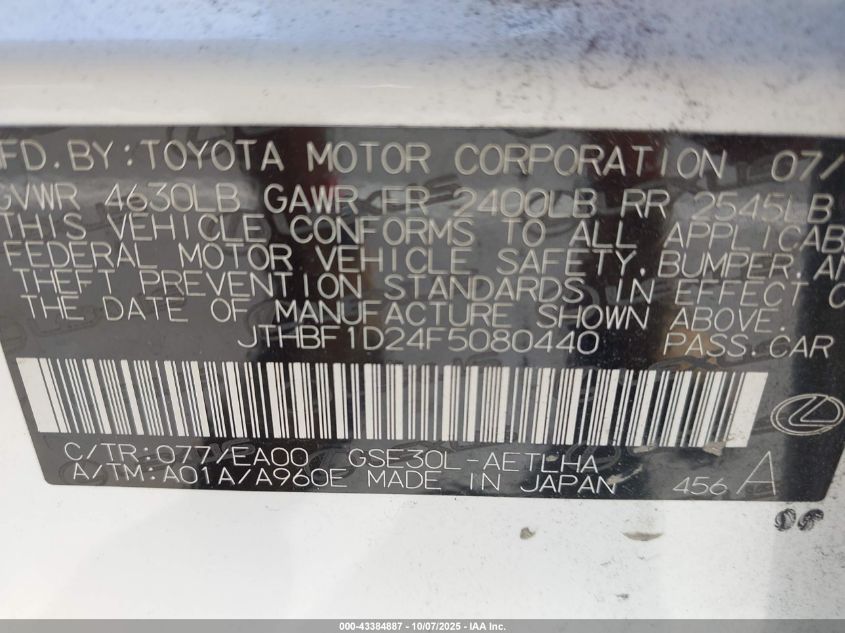 MFD. BY: TOYOTA MOTOR CORPORATION 07/
GVWR 4630LB GAWR FR 2400LB RR 2545LB
THIS VEHICLE CONFORMS TO ALL APPLICAB
FEDERAL MOTOR VEHICLE SAFETY, BUMPER, AN
THEFT PREVENTION STANDARDS IN EFFECT O
THE DATE OF MANUFACTURE SHOWN ABOVE.
JTHBF1D24F5080440 PASS. CAR
C/TR: 077/EA00 GSE30L-AETLHA
A/TM: A01A/A960E MADE IN JAPAN 456 A
000-43384887 - 10/07/2025 - IAA Inc.